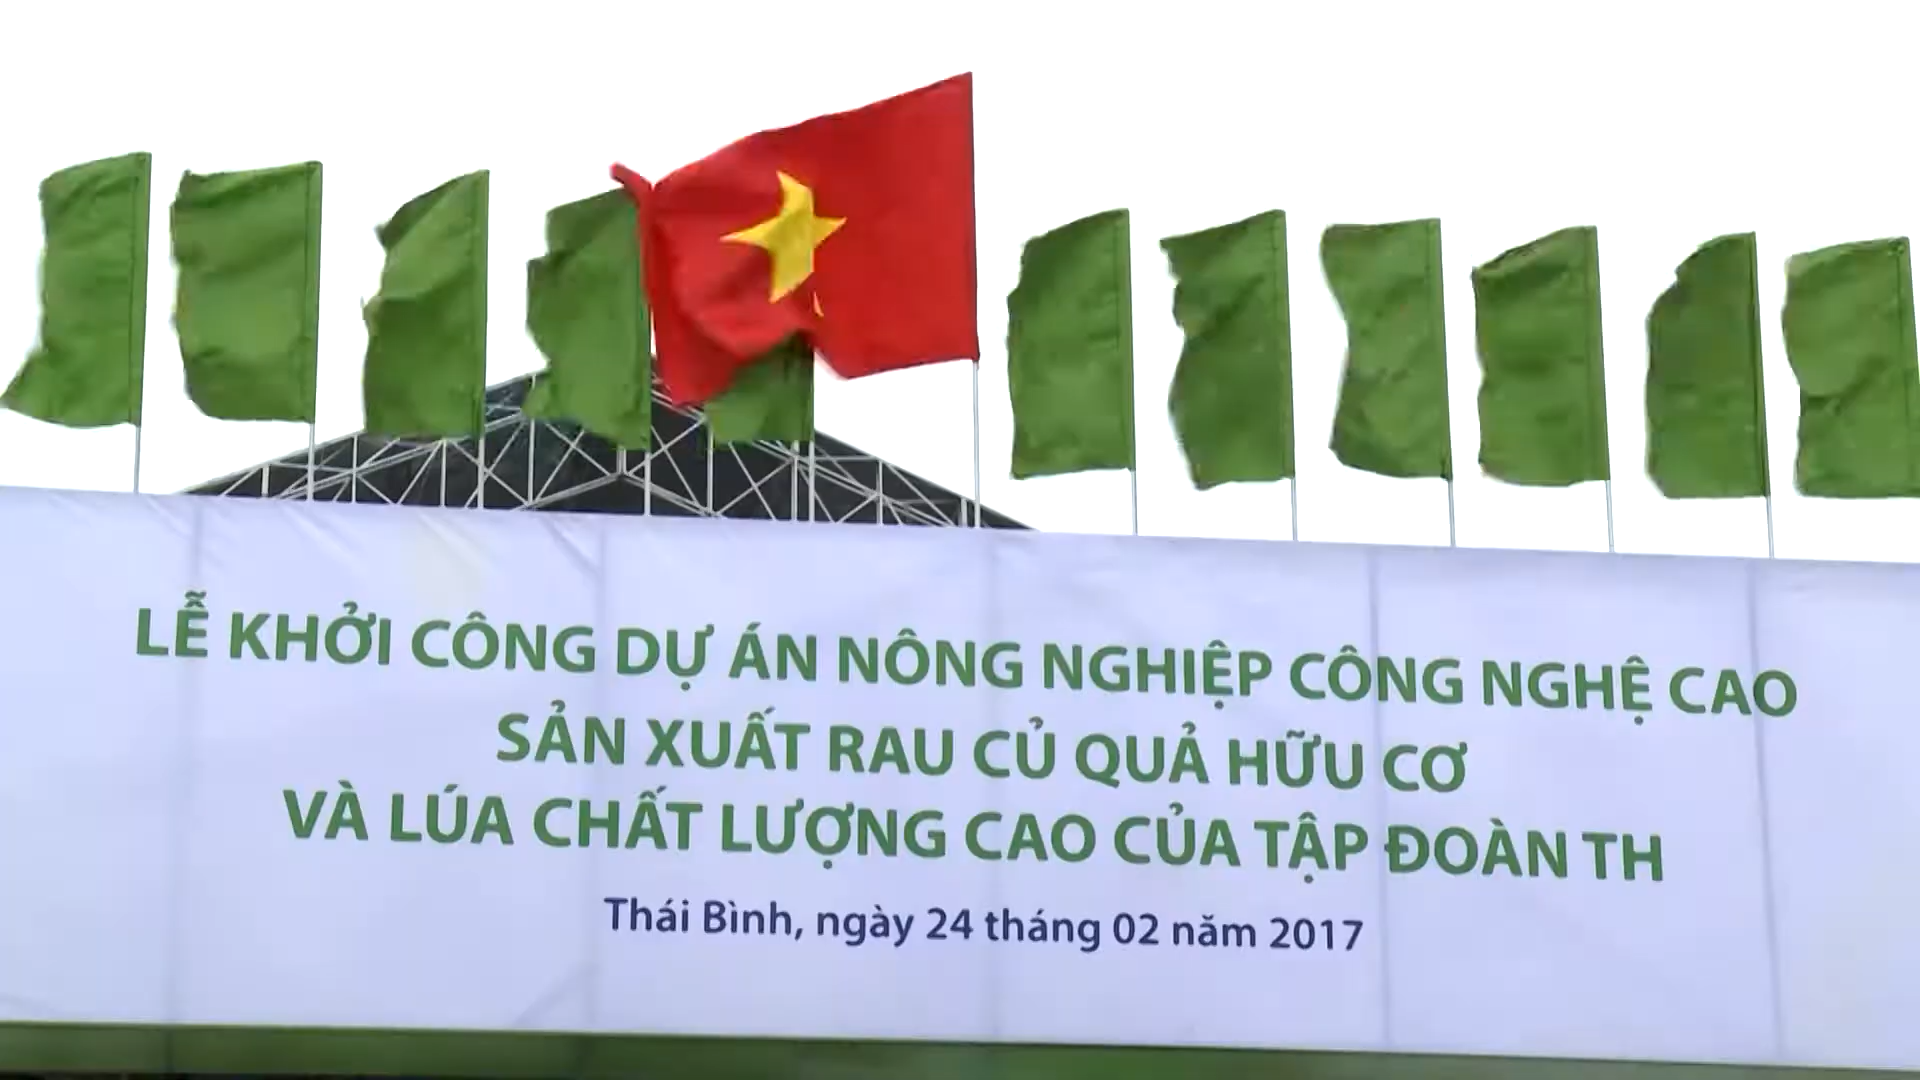 LỄ KHỞI CÔNG DỰ ÁN NÔNG NGHIỆP CÔNG NGHỆ CAO
SẢN XUẤT RAU CỦ QUẢ HỮU CƠ
VÀ LÚA CHẤT LƯỢNG CAO CỦA TẬP ĐOÀN TH
Thái Bình, ngày 24 tháng 02 năm 2017